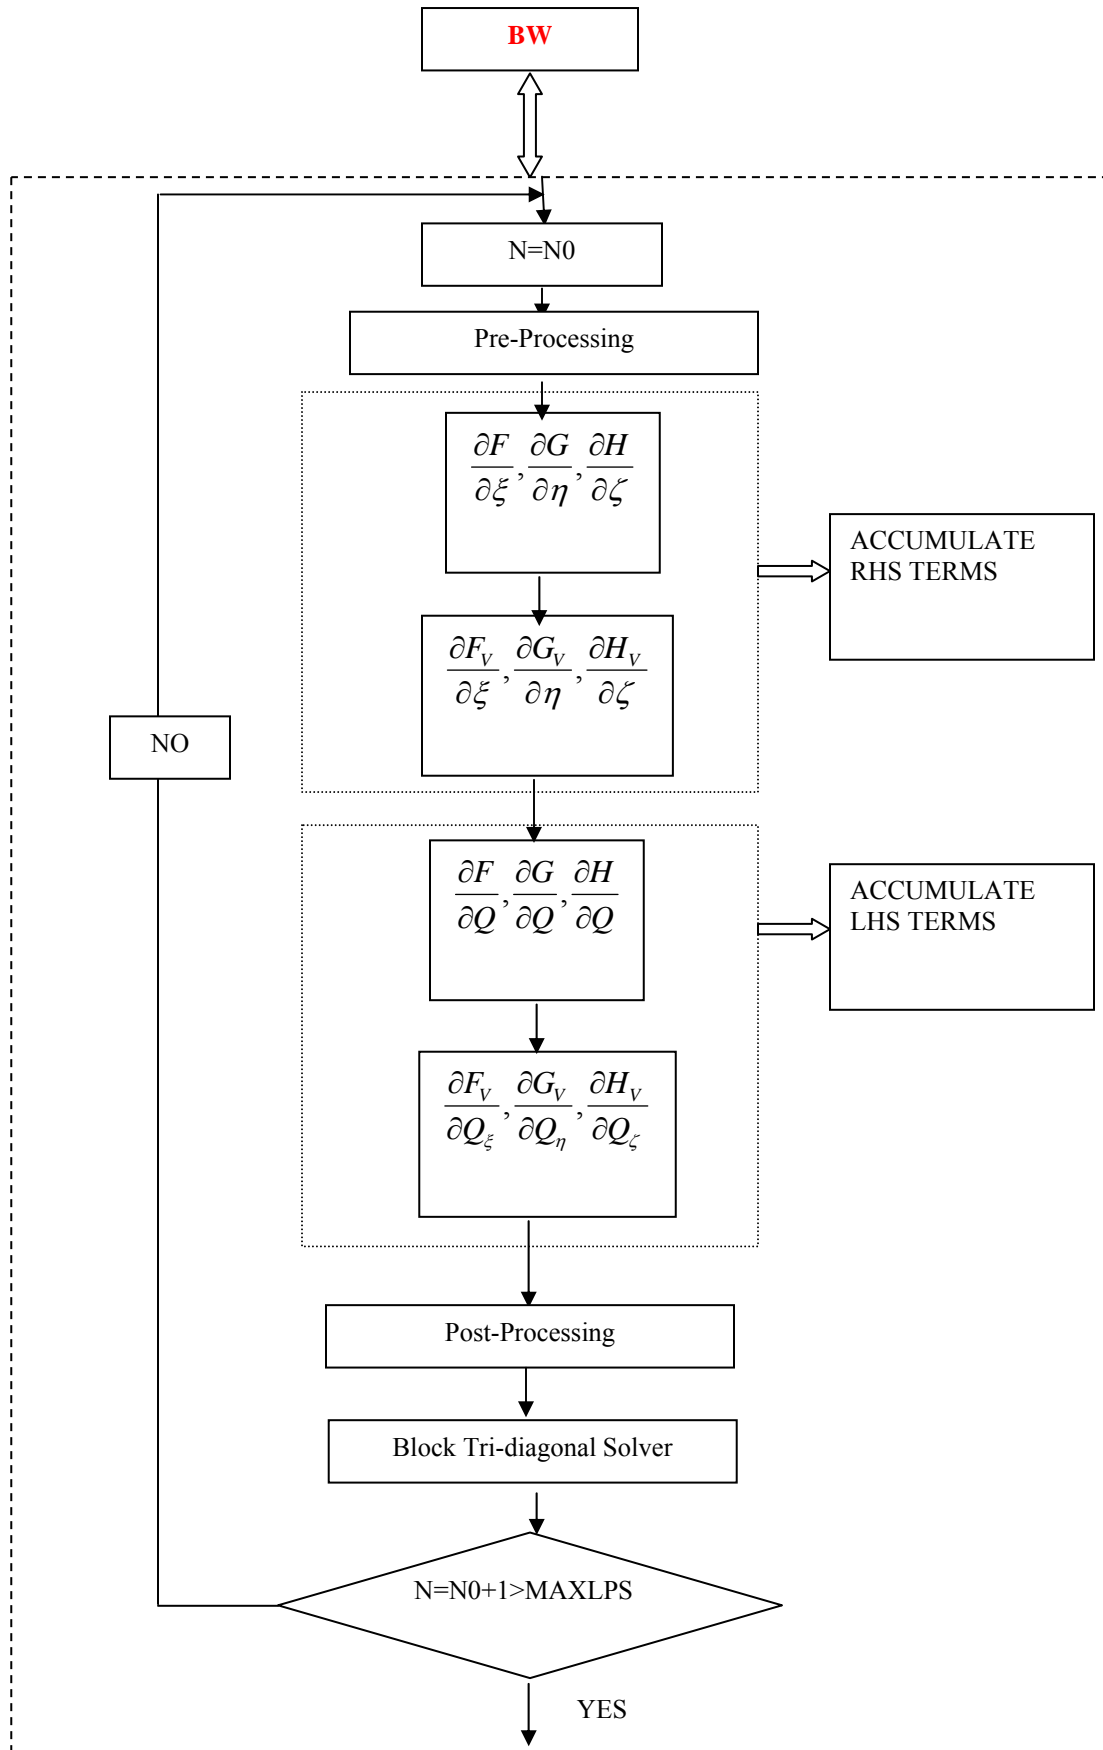 BW
N=N0
Pre-Processing
∂F/∂ξ, ∂G/∂η, ∂H/∂ζ
ACCUMULATE
RHS TERMS
∂F_V/∂ξ, ∂G_V/∂η, ∂H_V/∂ζ
NO
∂F/∂Q, ∂G/∂Q, ∂H/∂Q
ACCUMULATE
LHS TERMS
∂F_V/∂Q_ξ, ∂G_V/∂Q_η, ∂H_V/∂Q_ζ
Post-Processing
Block Tri-diagonal Solver
N=N0+1>MAXLPS
YES